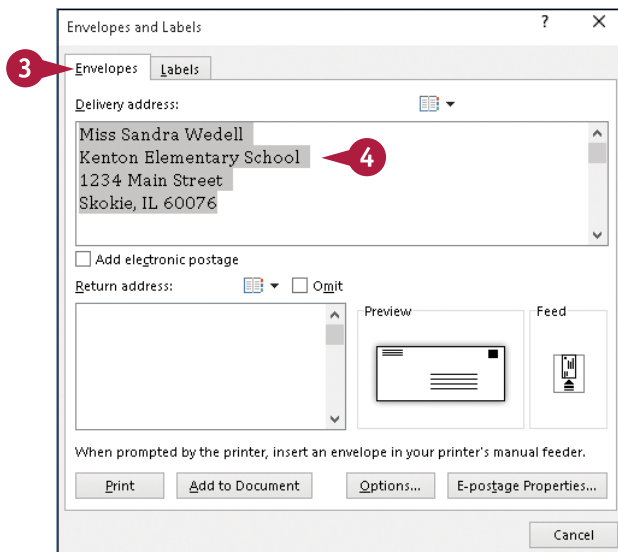 Envelopes and Labels ? ×
3
Envelopes Labels
Delivery address:
Miss Sandra Wedell
Kenton Elementary School
4
1234 Main Street
Skokie, IL 60076
Add electronic postage
Return address: Omit
Preview Feed
When prompted by the printer, insert an envelope in your printer's manual feeder.
Print Add to Document Options... E-postage Properties...
Cancel